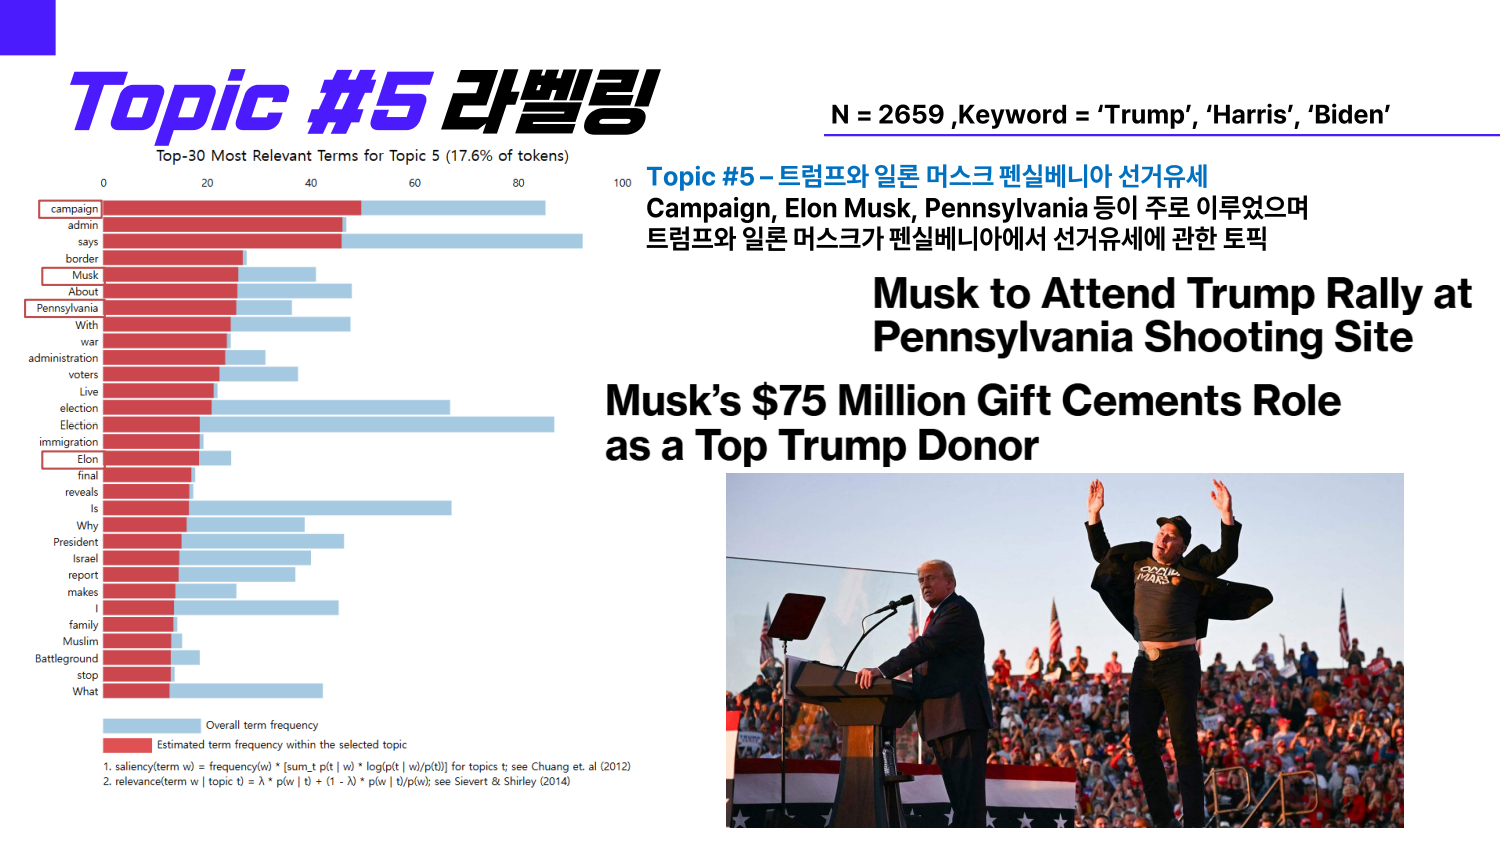 Topic #5 라벨링
N = 2659 ,Keyword = ‘Trump’, ‘Harris’, ‘Biden’
Top-30 Most Relevant Terms for Topic 5 (17.6% of tokens)
0 20 40 60 80 100
campaign
admin
says
border
Musk
About
Pennsylvania
With
war
administration
voters
Live
election
Election
immigration
Elon
final
reveals
Is
Why
President
Israel
report
makes
I
family
Muslim
Battleground
stop
What
Overall term frequency
Estimated term frequency within the selected topic
1. saliency(term w) = frequency(w) * [sum_t p(t | w) * log(p(t | w)/p(t))] for topics t; see Chuang et. al (2012)
2. relevance(term w | topic t) = λ * p(w | t) + (1 - λ) * p(w | t)/p(w); see Sievert & Shirley (2014)
Topic #5 – 트럼프와 일론 머스크 펜실베니아 선거유세
Campaign, Elon Musk, Pennsylvania 등이 주로 이루었으며
트럼프와 일론 머스크가 펜실베니아에서 선거유세에 관한 토픽
Musk to Attend Trump Rally at
Pennsylvania Shooting Site
Musk’s $75 Million Gift Cements Role
as a Top Trump Donor
OCCUPY
MARS